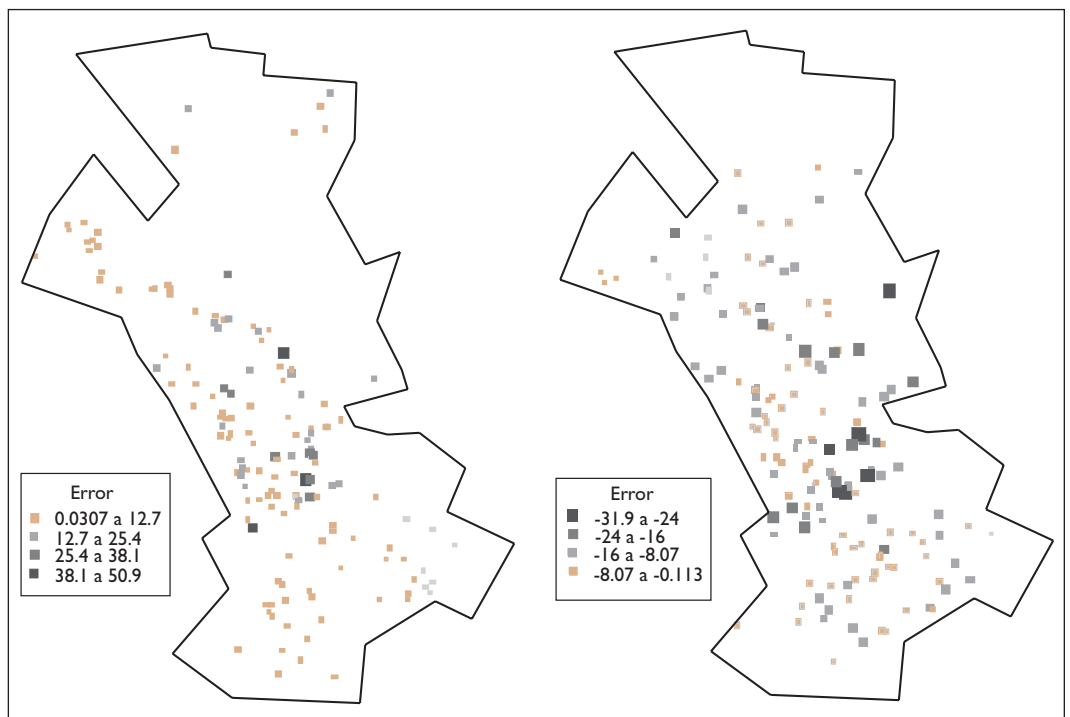 Error
0.0307 a 12.7
12.7 a 25.4
25.4 a 38.1
38.1 a 50.9
Error
-31.9 a -24
-24 a -16
-16 a -8.07
-8.07 a -0.113